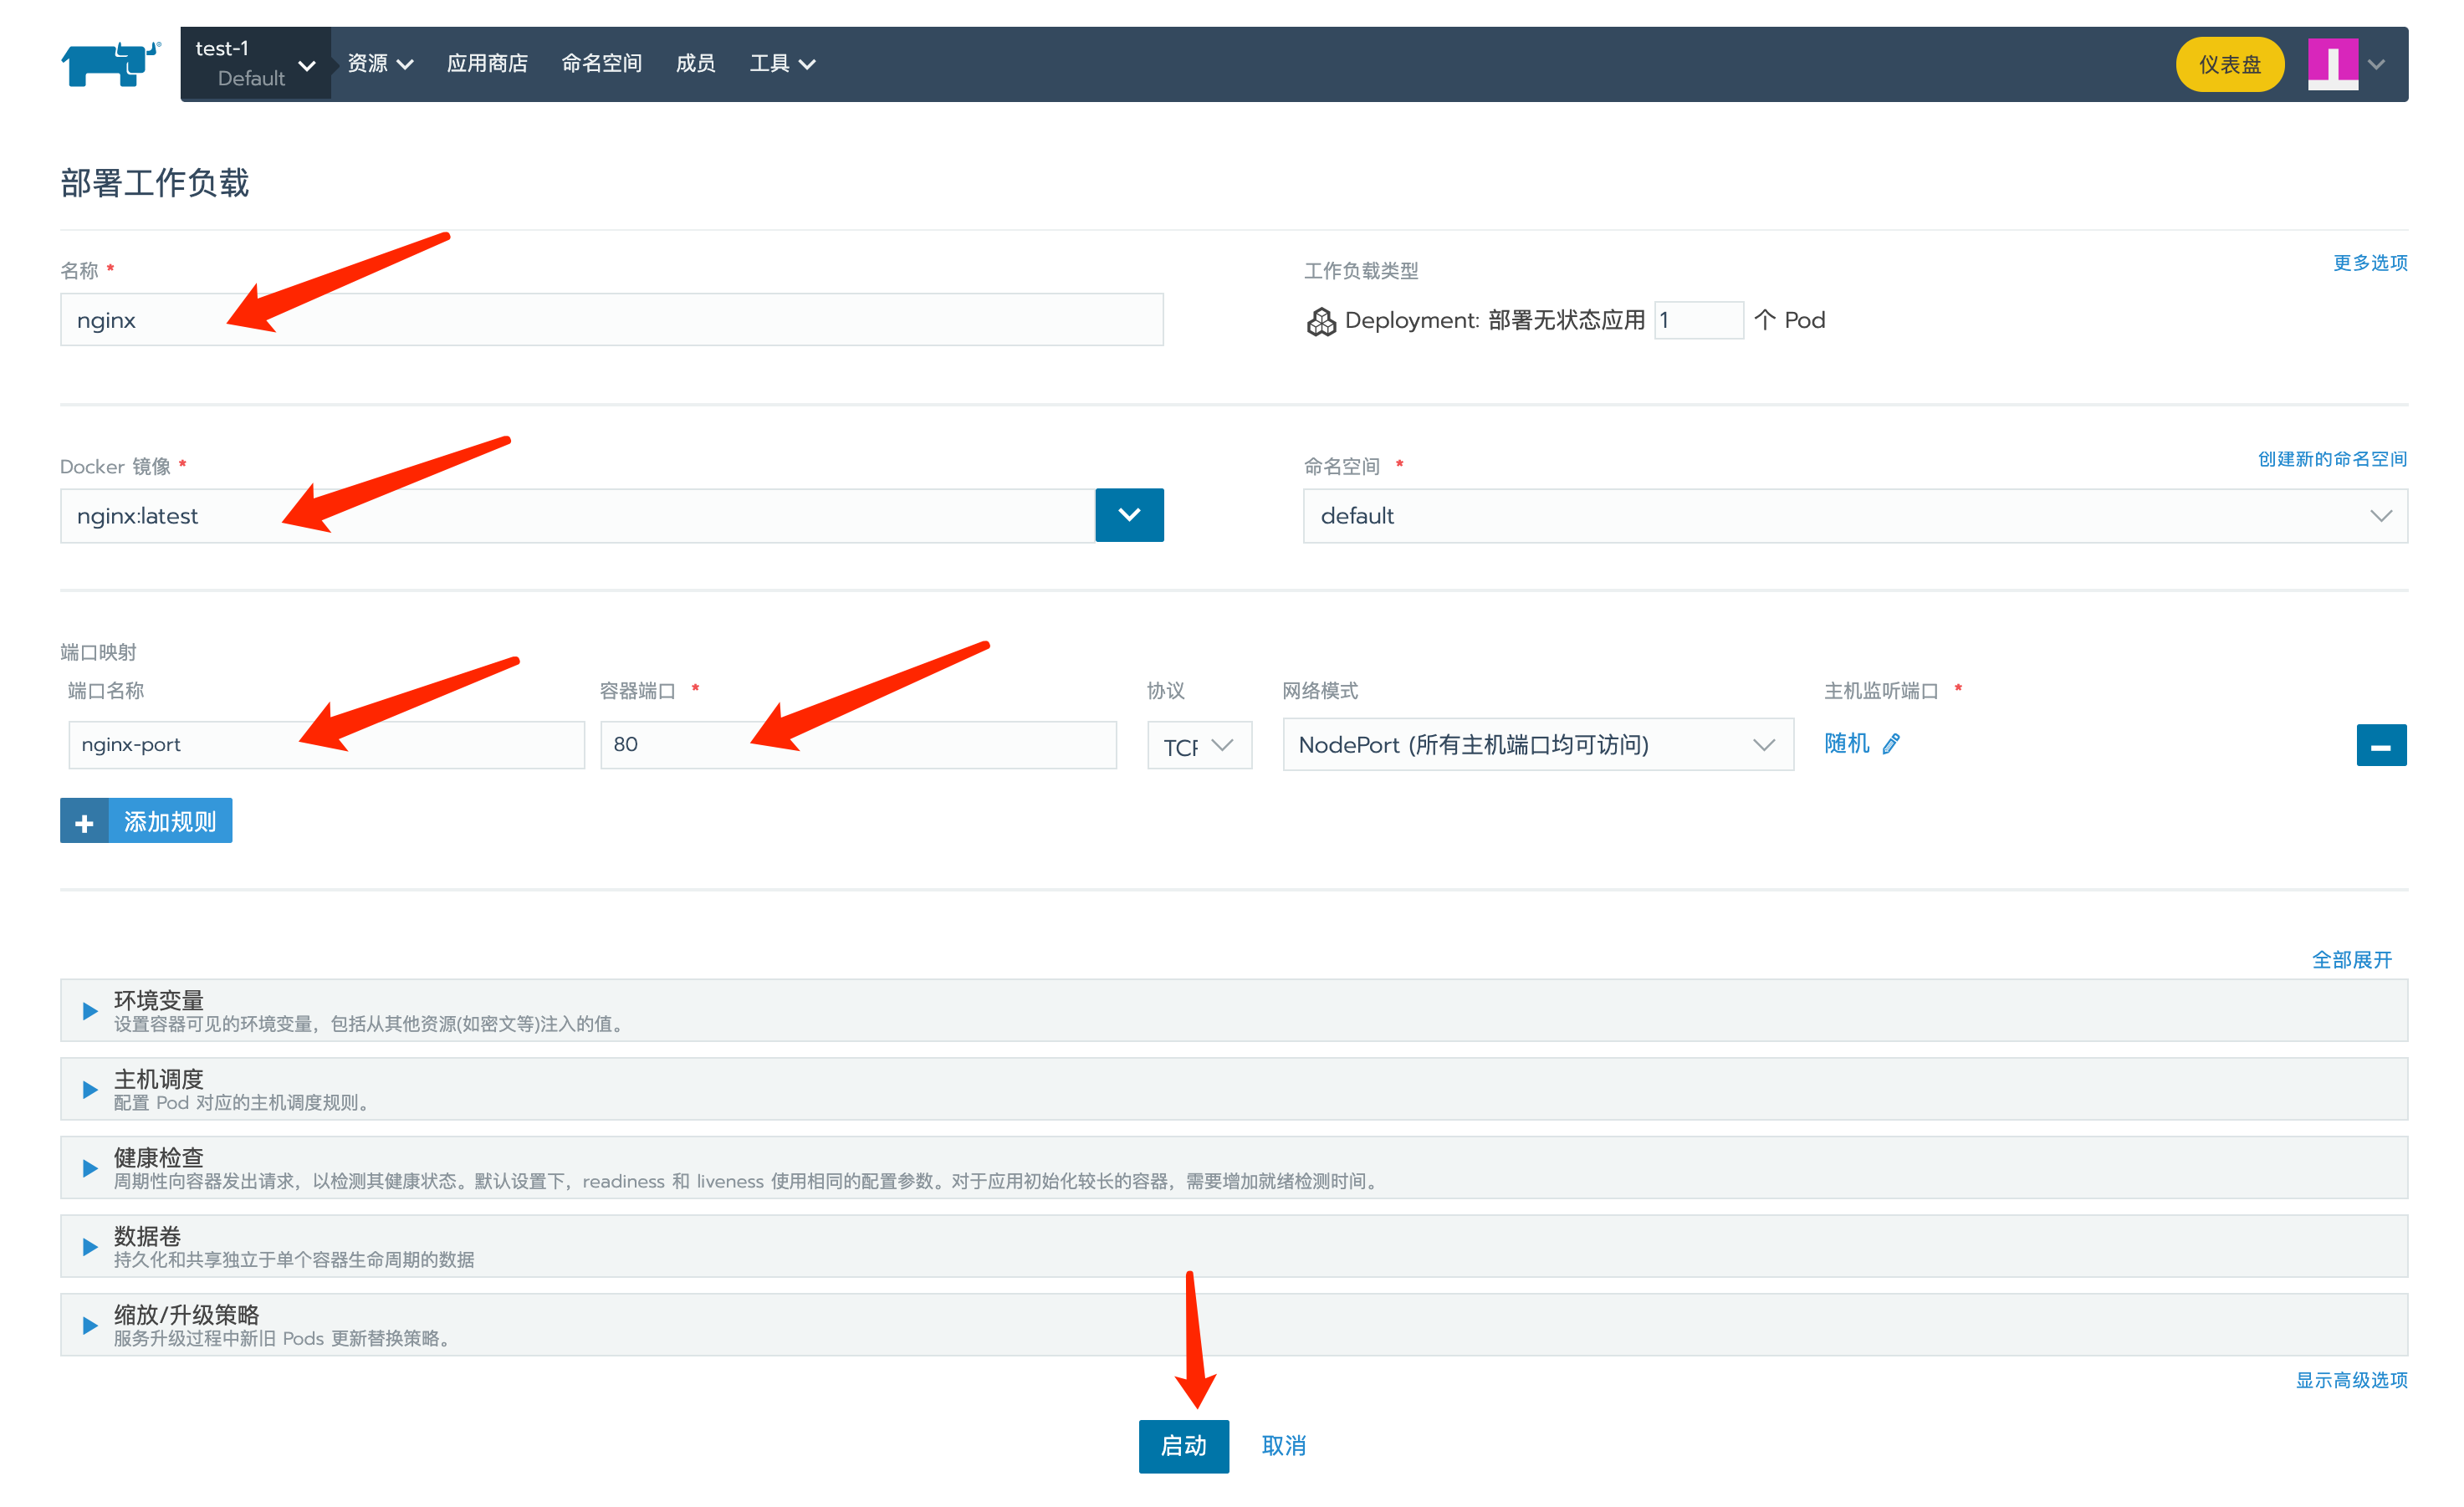 test-1
Default
资源
应用商店
命名空间
成员
工具
仪表盘
部署工作负载
名称 *
工作负载类型
更多选项
nginx
Deployment: 部署无状态应用 1 个 Pod
Docker 镜像 *
命名空间 *
创建新的命名空间
nginx:latest
default
端口映射
端口名称
容器端口 *
协议
网络模式
主机监听端口 *
nginx-port
80
TCP
NodePort (所有主机端口均可访问)
随机
添加规则
全部展开
环境变量
设置容器可见的环境变量，包括从其他资源(如密文等)注入的值。
主机调度
配置 Pod 对应的主机调度规则。
健康检查
周期性向容器发出请求，以检测其健康状态。默认设置下，readiness 和 liveness 使用相同的配置参数。对于应用初始化较长的容器，需要增加就绪检测时间。
数据卷
持久化和共享独立于单个容器生命周期的数据
缩放/升级策略
服务升级过程中新旧 Pods 更新替换策略。
显示高级选项
启动
取消